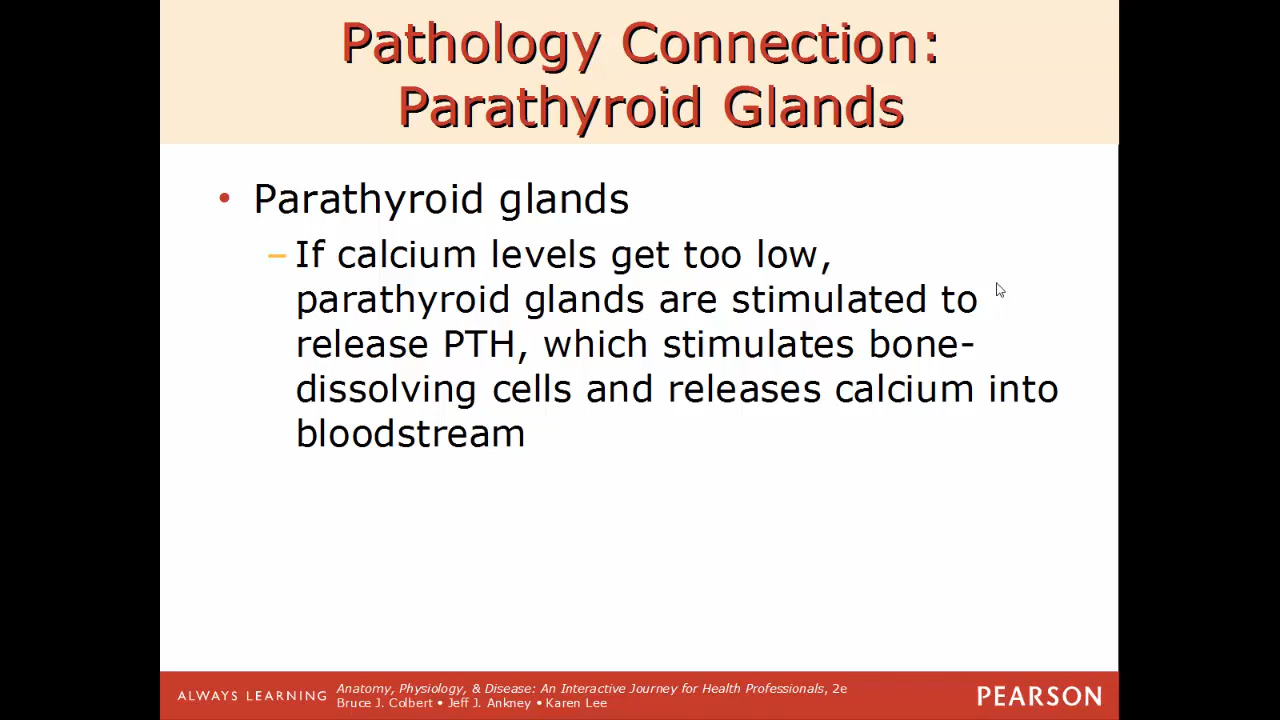 Pathology Connection:
Parathyroid Glands
• Parathyroid glands
– If calcium levels get too low,
parathyroid glands are stimulated to
release PTH, which stimulates bone-
dissolving cells and releases calcium into
bloodstream
ALWAYS LEARNING
Anatomy, Physiology, & Disease: An Interactive Journey for Health Professionals, 2e
Bruce J. Colbert • Jeff J. Ankney • Karen Lee
PEARSON